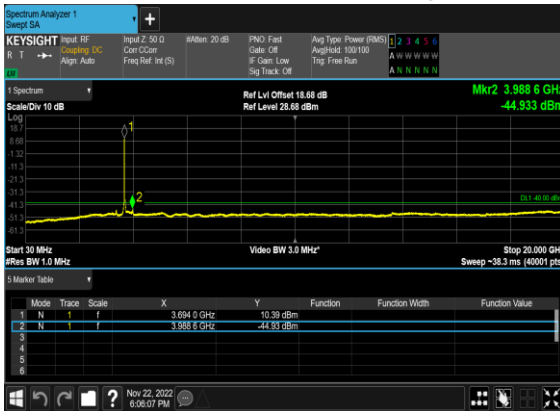 Spectrum Analyzer 1
Swept SA
+
KEYSIGHT Input: RF Input Z: 50 Ω #Atten: 20 dB PNO: Fast Avg Type: Power (RMS) 1 2 3 4 5 6
R T Coupling: DC Corr CCorr Gate: Off Avg|Hold: 100/100 A W W W W W
Align: Auto Freq Ref: Int (S) IF Gain: Low Trig: Free Run
LXI Sig Track: Off A N N N N N
1 Spectrum Mkr2 3.988 6 GHz
Scale/Div 10 dB Ref Lvl Offset 18.68 dB -44.933 dBm
Ref Level 28.68 dBm
Log
18.7
8.68
-1.32
-11.3
-21.3
-31.3
-41.3
-51.3
-61.3
1
2
DL1 -40.00 dBm
Start 30 MHz Video BW 3.0 MHz* Stop 20.000 GHz
#Res BW 1.0 MHz Sweep ~38.3 ms (40001 pts)
5 Marker Table
Mode Trace Scale X Y Function Function Width Function Value
1 N 1 f 3.694 0 GHz 10.39 dBm
2 N 1 f 3.988 6 GHz -44.93 dBm
3
4
5
6
? Nov 22, 2022
6:06:07 PM